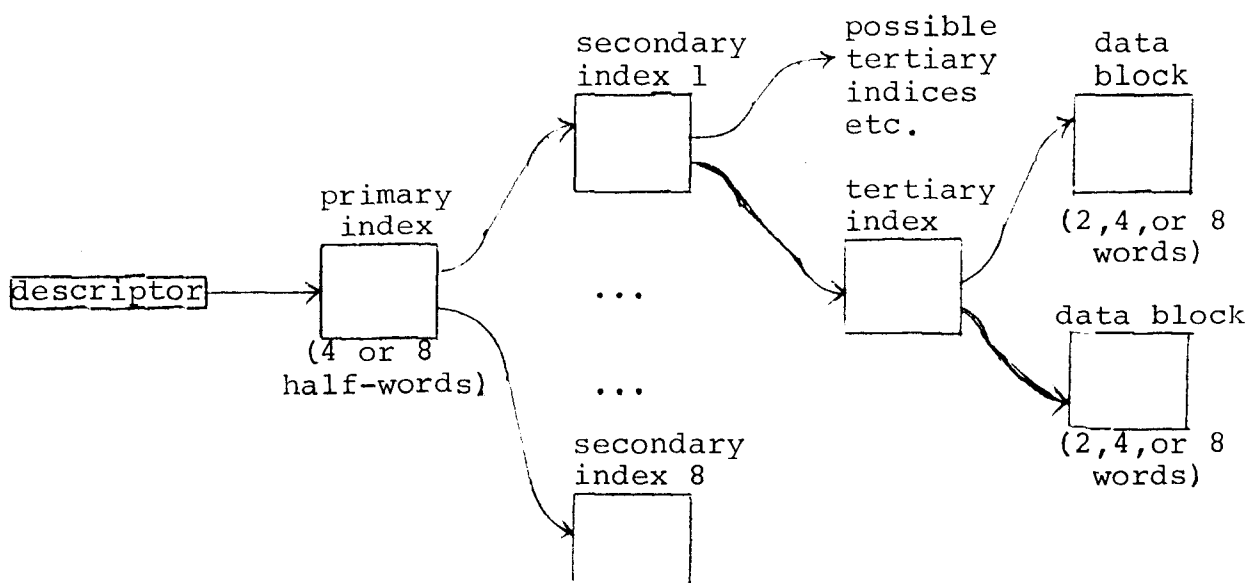 descriptor
primary
index
(4 or 8
half-words)
secondary
index 1
...
...
secondary
index 8
possible
tertiary
indices
etc.
tertiary
index
data
block
(2,4,or 8
words)
data block
(2,4,or 8
words)